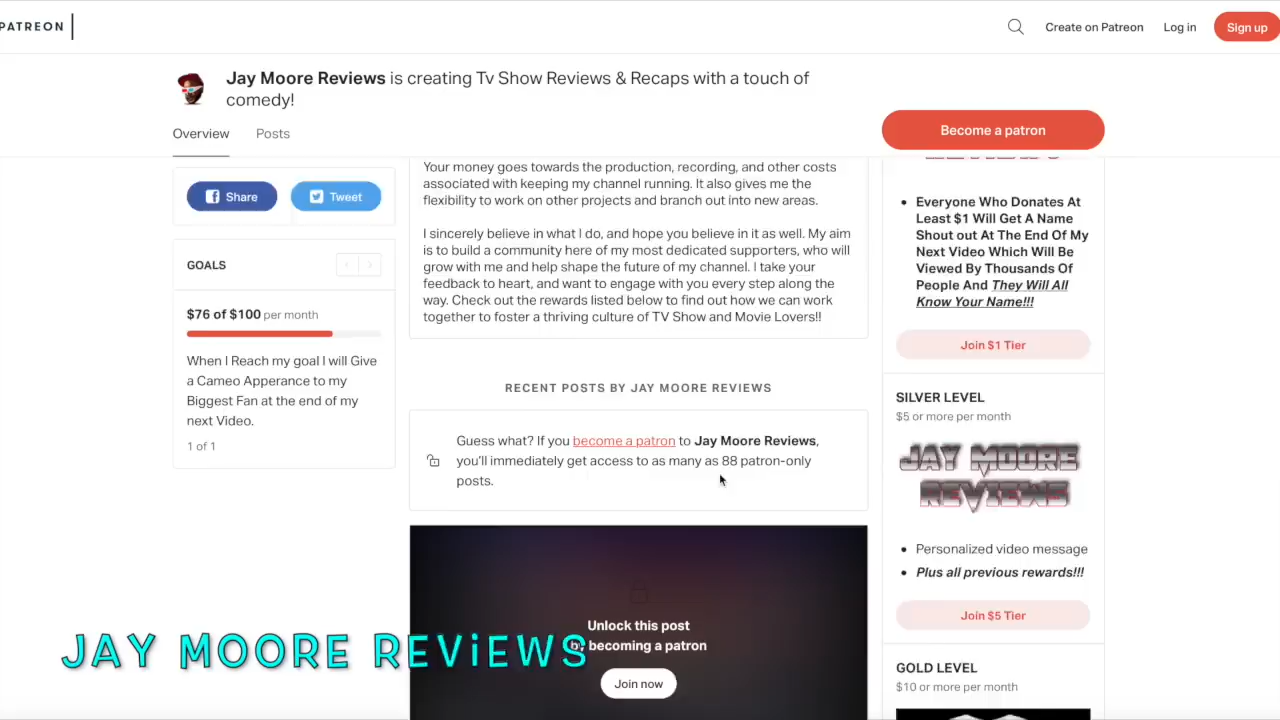 PATREON
Create on Patreon
Log in
Sign up
Jay Moore Reviews is creating Tv Show Reviews & Recaps with a touch of
comedy!
Overview
Posts
Become a patron
Share
Tweet
GOALS
$76 of $100 per month
When I Reach my goal I will Give
a Cameo Apperance to my
Biggest Fan at the end of my
next Video.
1 of 1
Your money goes towards the production, recording, and other costs
associated with keeping my channel running. It also gives me the
flexibility to work on other projects and branch out into new areas.
I sincerely believe in what I do, and hope you believe in it as well. My aim
is to build a community here of my most dedicated supporters, who will
grow with me and help shape the future of my channel. I take your
feedback to heart, and want to engage with you every step along the
way. Check out the rewards listed below to find out how we can work
together to foster a thriving culture of TV Show and Movie Lovers!!
RECENT POSTS BY JAY MOORE REVIEWS
Guess what? If you become a patron to Jay Moore Reviews,
you'll immediately get access to as many as 88 patron-only
posts.
Unlock this post
by becoming a patron
Join now
Everyone Who Donates At
Least $1 Will Get A Name
Shout out At The End Of My
Next Video Which Will Be
Viewed By Thousands Of
People And They Will All
Know Your Name!!!
Join $1 Tier
SILVER LEVEL
$5 or more per month
JAY MOORE
REVIEWS
Personalized video message
Plus all previous rewards!!!
Join $5 Tier
GOLD LEVEL
$10 or more per month
JAY MOORE REViEWS